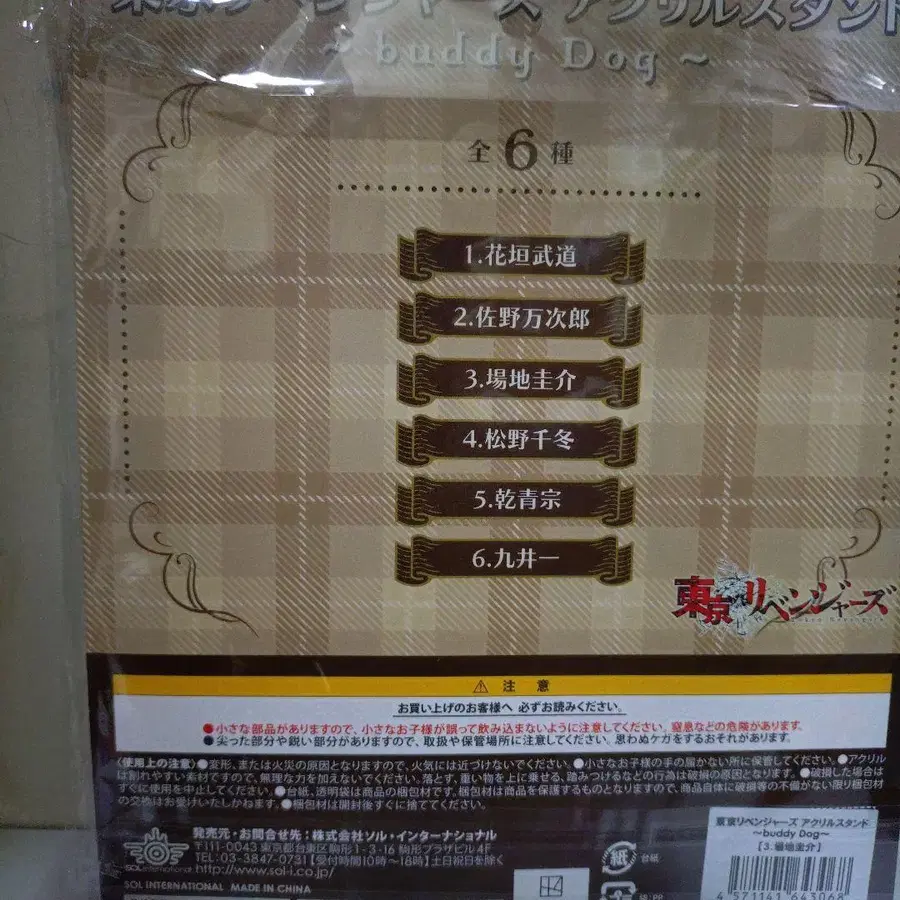 東京リベンジャーズ アクリルスタンド
~ buddy Dog ~
全6種
1.花垣武道
2.佐野万次郎
3.場地圭介
4.松野千冬
5.乾青宗
6.九井一
東京リベンジャーズ
⚠ 注 意
お買い上げのお客様へ 必ずお読みください。
●小さな部品がありますので、小さなお子様が誤って飲み込まないように注意してください。窒息などの危険があります。
●尖った部分や鋭い部分がありますので、取扱や保管場所に注意してください。思わぬケガをするおそれがあります。
〈使用上の注意〉●変形、または火災の原因となりますので、火気には近づけないでください。●小さなお子様の手の届かない所に保管してください。●アクリル
は割れやすい素材ですので、無理な力を加えないでください。落とす、重い物を上に乗せる、踏みつけるなどの行為は破損の原因となります。●破損した場合は
すぐに使用を中止してください。●台紙、透明袋は商品の梱包材です。梱包材は商品を保護するものとなりますので、商品自体に破損等の不備がない限り梱包材
の交換はお受けいたしかねます。●梱包材は開封後すぐに捨ててください。
発売元・お問合せ先：株式会社ソル・インターナショナル
〒111-0043 東京都台東区駒形1-3-16 駒形プラザビル4F
TEL：03-3847-0731【受付時間10時～18時】土日祝日を除く
http://www.sol-i.co.jp/
SOL International
SOL INTERNATIONAL MADE IN CHINA
紙 台紙
袋:PP
東京リベンジャーズ アクリルスタンド
～buddy Dog～
【3.場地圭介】
4 571141 643068